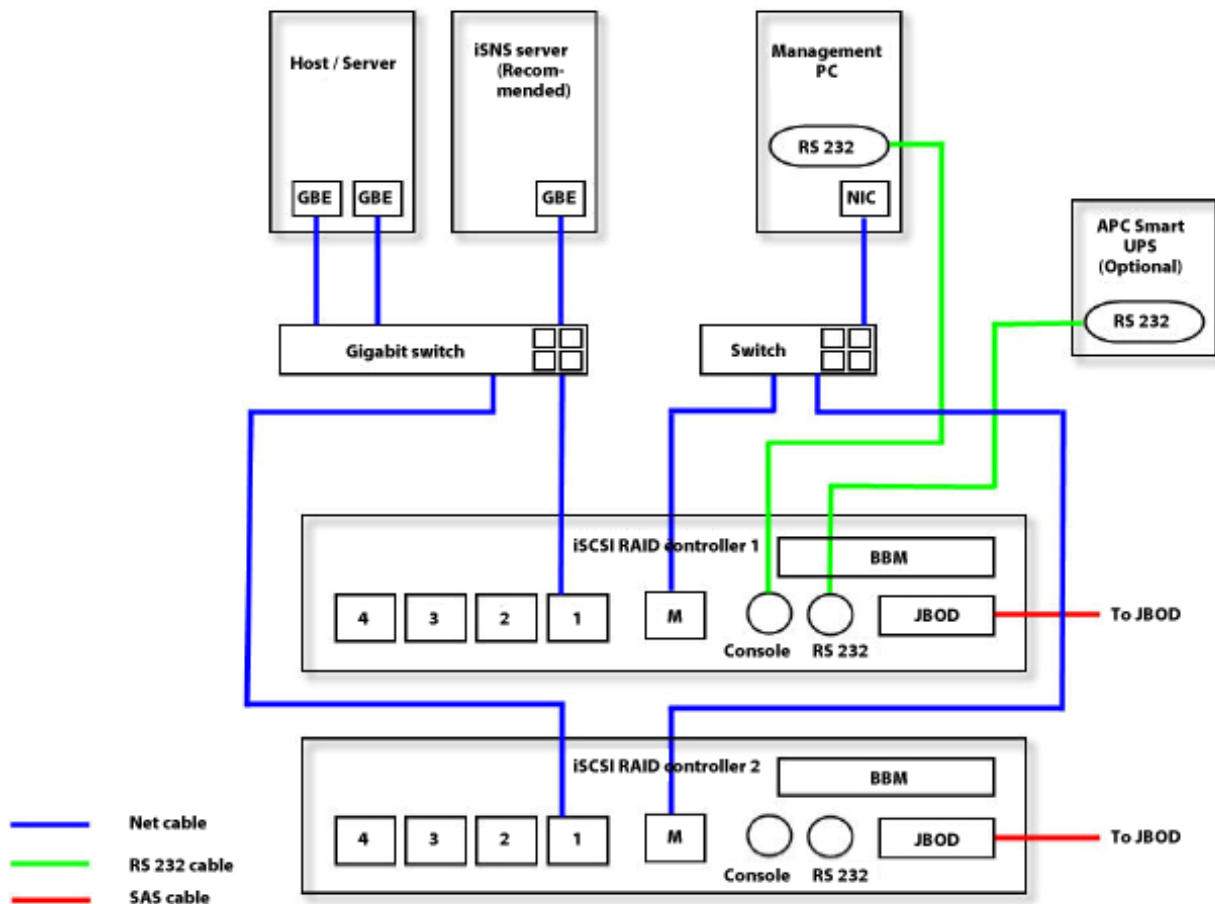 Host / Server
GBE
GBE
iSNS server
(Recom-
mended)
GBE
Management
PC
RS 232
NIC
APC Smart
UPS
(Optional)
RS 232
Gigabit switch
Switch
iSCSI RAID controller 1
BBM
4
3
2
1
M
Console
RS 232
JBOD
To JBOD
iSCSI RAID controller 2
BBM
4
3
2
1
M
Console
RS 232
JBOD
To JBOD
Net cable
RS 232 cable
SAS cable